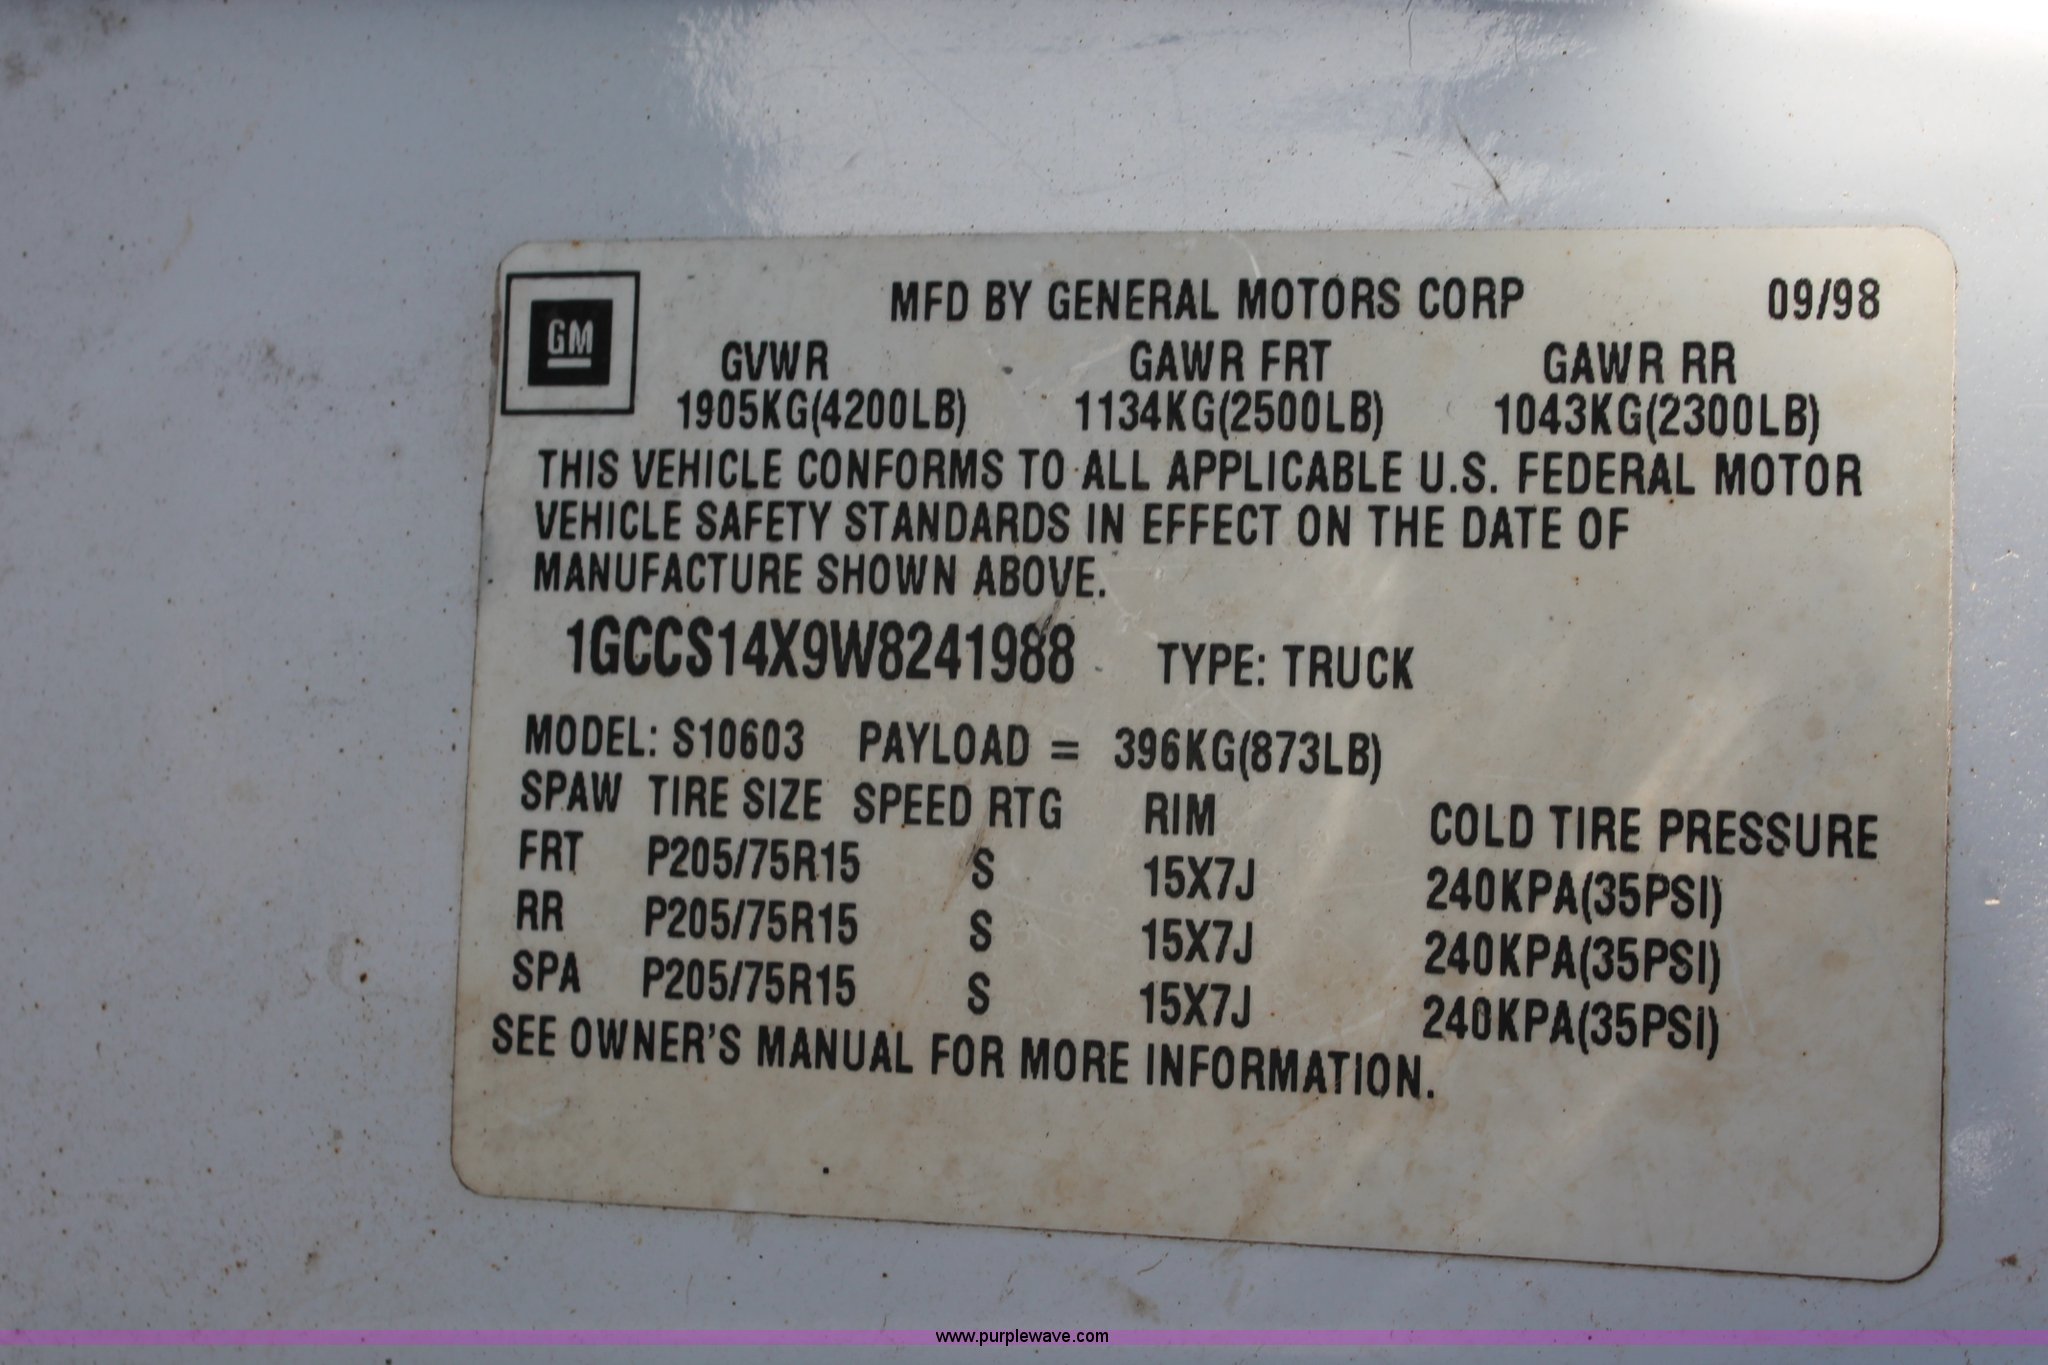 GM
MFD BY GENERAL MOTORS CORP 09/98
GVWR GAWR FRT GAWR RR
1905KG(4200LB) 1134KG(2500LB) 1043KG(2300LB)
THIS VEHICLE CONFORMS TO ALL APPLICABLE U.S. FEDERAL MOTOR
VEHICLE SAFETY STANDARDS IN EFFECT ON THE DATE OF
MANUFACTURE SHOWN ABOVE.
1GCCS14X9W8241988 TYPE: TRUCK
MODEL: S10603 PAYLOAD = 396KG(873LB)
SPAW TIRE SIZE SPEED RTG RIM COLD TIRE PRESSURE
FRT P205/75R15 S 15X7J 240KPA(35PSI)
RR P205/75R15 S 15X7J 240KPA(35PSI)
SPA P205/75R15 S 15X7J 240KPA(35PSI)
SEE OWNER'S MANUAL FOR MORE INFORMATION.
www.purplewave.com